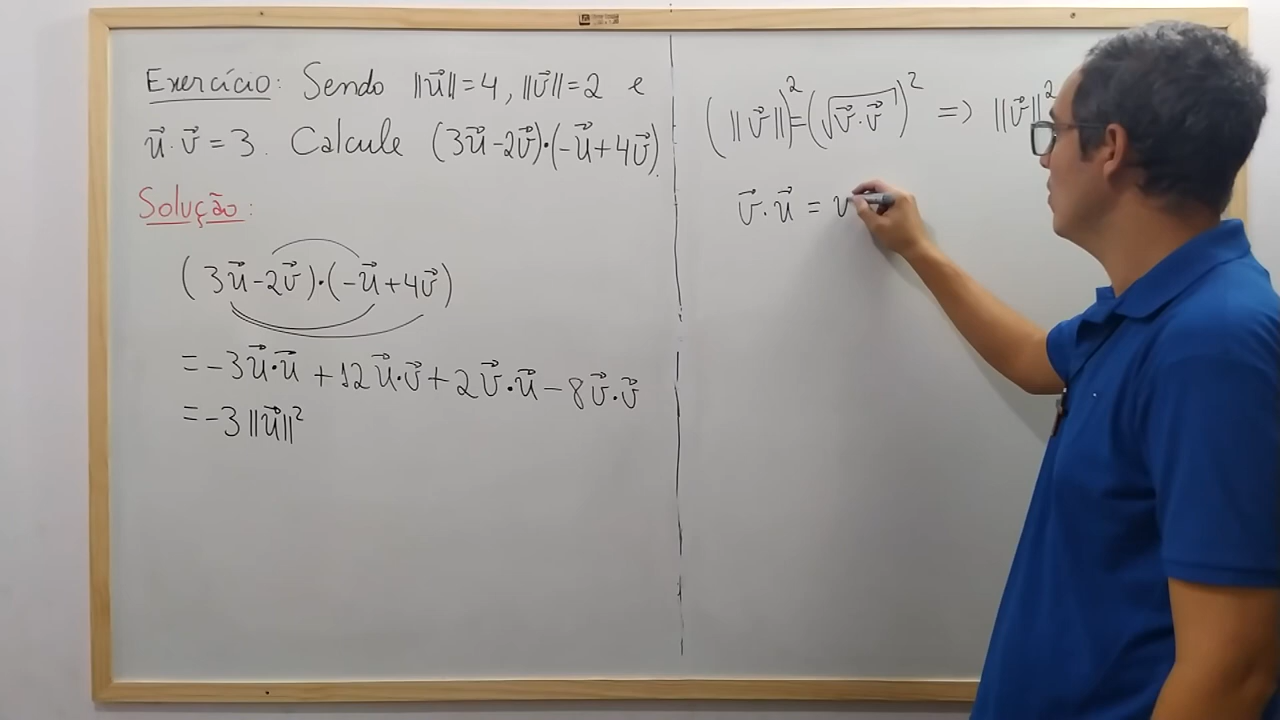 Exercício: Sendo ||u⃗||=4, ||v⃗||=2 e
u⃗·v⃗=3. Calcule (3u⃗-2v⃗)·(-u⃗+4v⃗).
Solução:
(3u⃗-2v⃗)·(-u⃗+4v⃗)
=-3u⃗·u⃗+12u⃗·v⃗+2v⃗·u⃗-8v⃗·v⃗
=-3||u⃗||²
(||v⃗||)²=(√v⃗·v⃗)² => ||v⃗||²
v⃗·u⃗=u